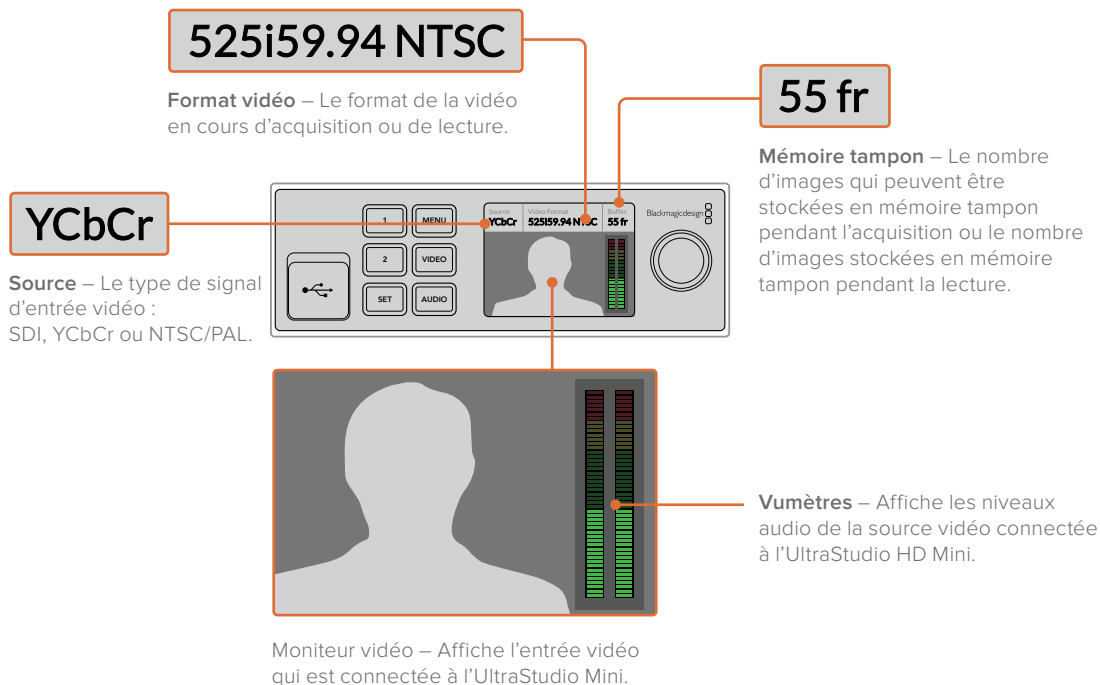 525i59.94 NTSC
Format vidéo – Le format de la vidéo
en cours d'acquisition ou de lecture.
55 fr
Mémoire tampon – Le nombre
d'images qui peuvent être
stockées en mémoire tampon
pendant l'acquisition ou le nombre
d'images stockées en mémoire
tampon pendant la lecture.
YCbCr
Source – Le type de signal
d'entrée vidéo :
SDI, YCbCr ou NTSC/PAL.
1
MENU
2
VIDEO
SET
AUDIO
Source
YCbCr
Video Format
525i59.94 NTSC
Buffer
55 fr
Blackmagicdesign
Vumètres – Affiche les niveaux
audio de la source vidéo connectée
à l'UltraStudio HD Mini.
Moniteur vidéo – Affiche l'entrée vidéo
qui est connectée à l'UltraStudio Mini.